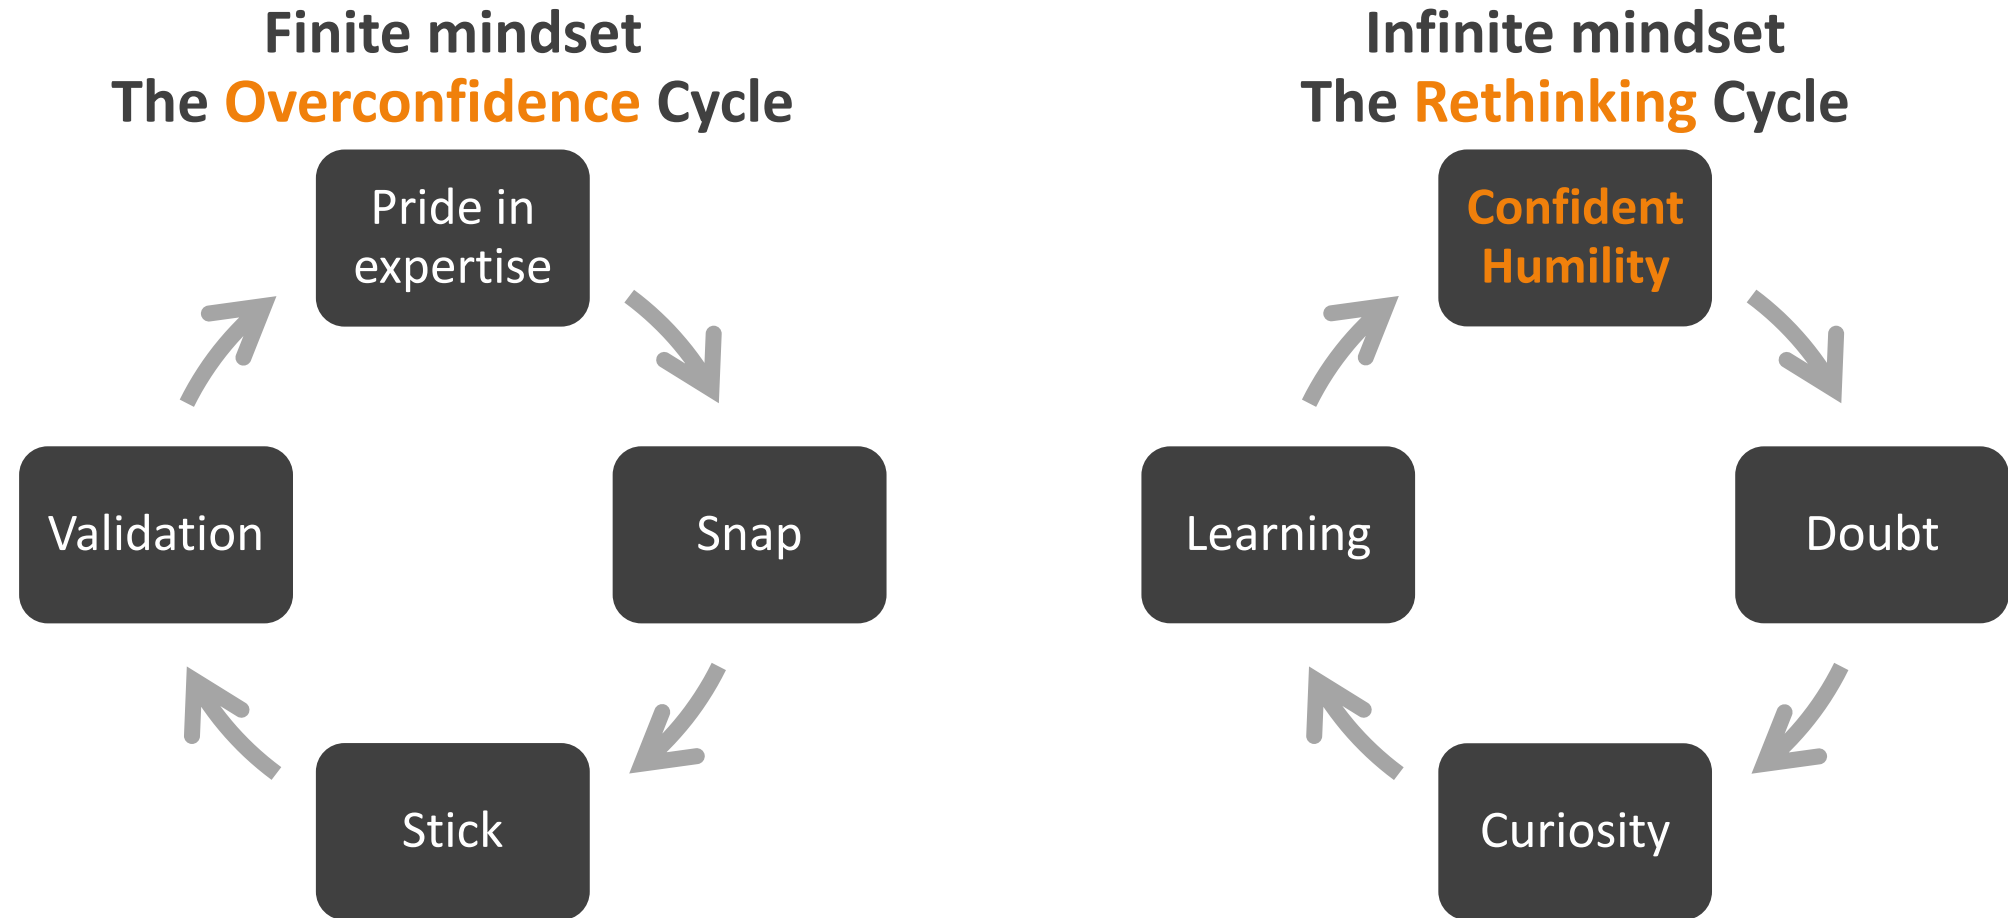 Finite mindset
The Overconfidence Cycle
Pride in
expertise
Snap
Stick
Validation
Infinite mindset
The Rethinking Cycle
Confident
Humility
Doubt
Curiosity
Learning